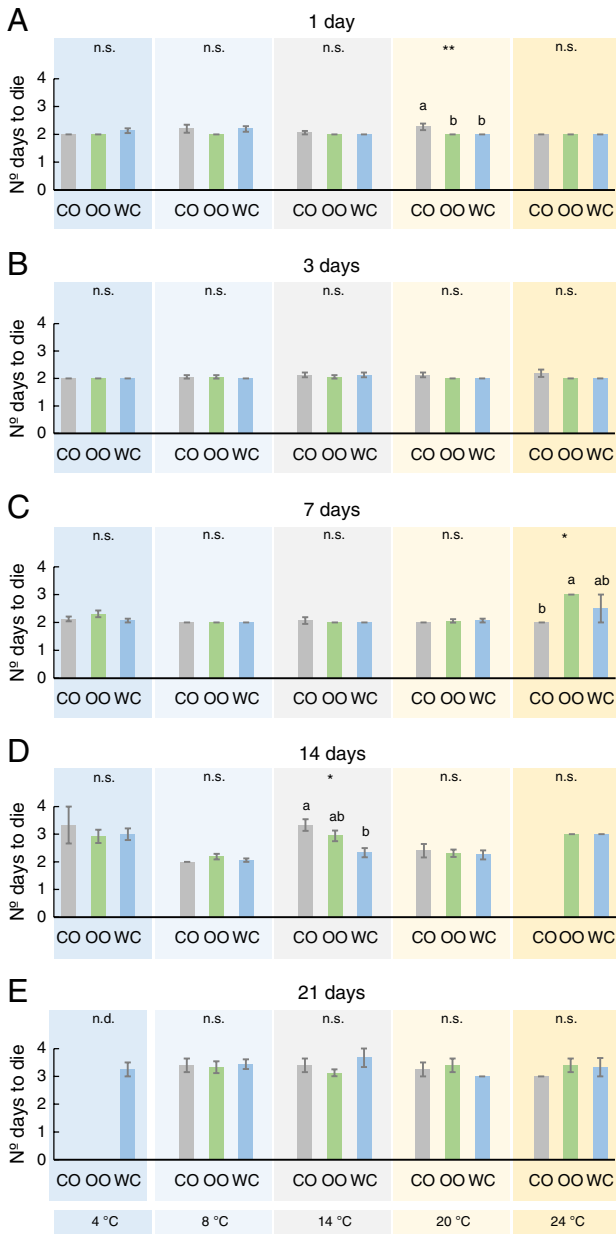 A
1 day
n.s. n.s. n.s. ** n.s.
Nº days to die
4
3
2
1
0
a b b
CO OO WC CO OO WC CO OO WC CO OO WC CO OO WC
B
3 days
n.s. n.s. n.s. n.s. n.s.
Nº days to die
4
3
2
1
0
CO OO WC CO OO WC CO OO WC CO OO WC CO OO WC
C
7 days
n.s. n.s. n.s. n.s. *
Nº days to die
4
3
2
1
0
b a ab
CO OO WC CO OO WC CO OO WC CO OO WC CO OO WC
D
14 days
n.s. n.s. * n.s. n.s.
Nº days to die
4
3
2
1
0
a ab b
CO OO WC CO OO WC CO OO WC CO OO WC CO OO WC
E
21 days
n.d. n.s. n.s. n.s. n.s.
Nº days to die
4
3
2
1
0
CO OO WC CO OO WC CO OO WC CO OO WC CO OO WC
4 °C 8 °C 14 °C 20 °C 24 °C